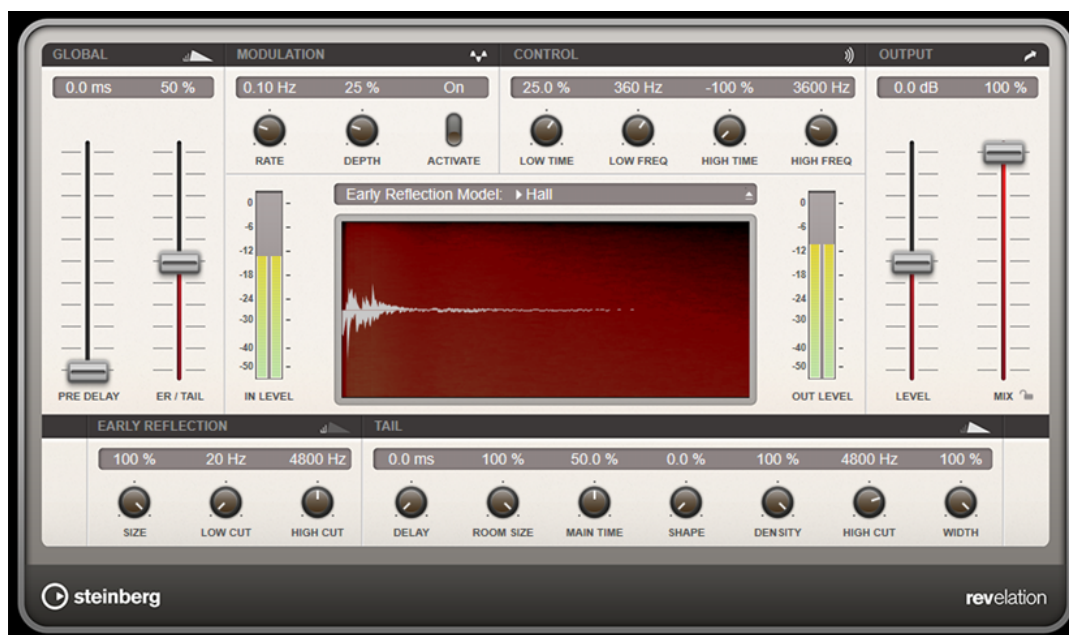 GLOBAL MODULATION CONTROL OUTPUT
0.0 ms 50 % 0.10 Hz 25 % On 25.0 % 360 Hz -100 % 3600 Hz 0.0 dB 100 %
RATE DEPTH ACTIVATE LOW TIME LOW FREQ HIGH TIME HIGH FREQ
Early Reflection Model: Hall
0 0
-6 -6
-12 -12
-18 -18
-24 -24
-30 -30
-40 -40
-50 -50
PRE DELAY ER / TAIL IN LEVEL OUT LEVEL LEVEL MIX
EARLY REFLECTION TAIL
100 % 20 Hz 4800 Hz 0.0 ms 100 % 50.0 % 0.0 % 100 % 4800 Hz 100 %
SIZE LOW CUT HIGH CUT DELAY ROOM SIZE MAIN TIME SHAPE DENSITY HIGH CUT WIDTH
steinberg revelation